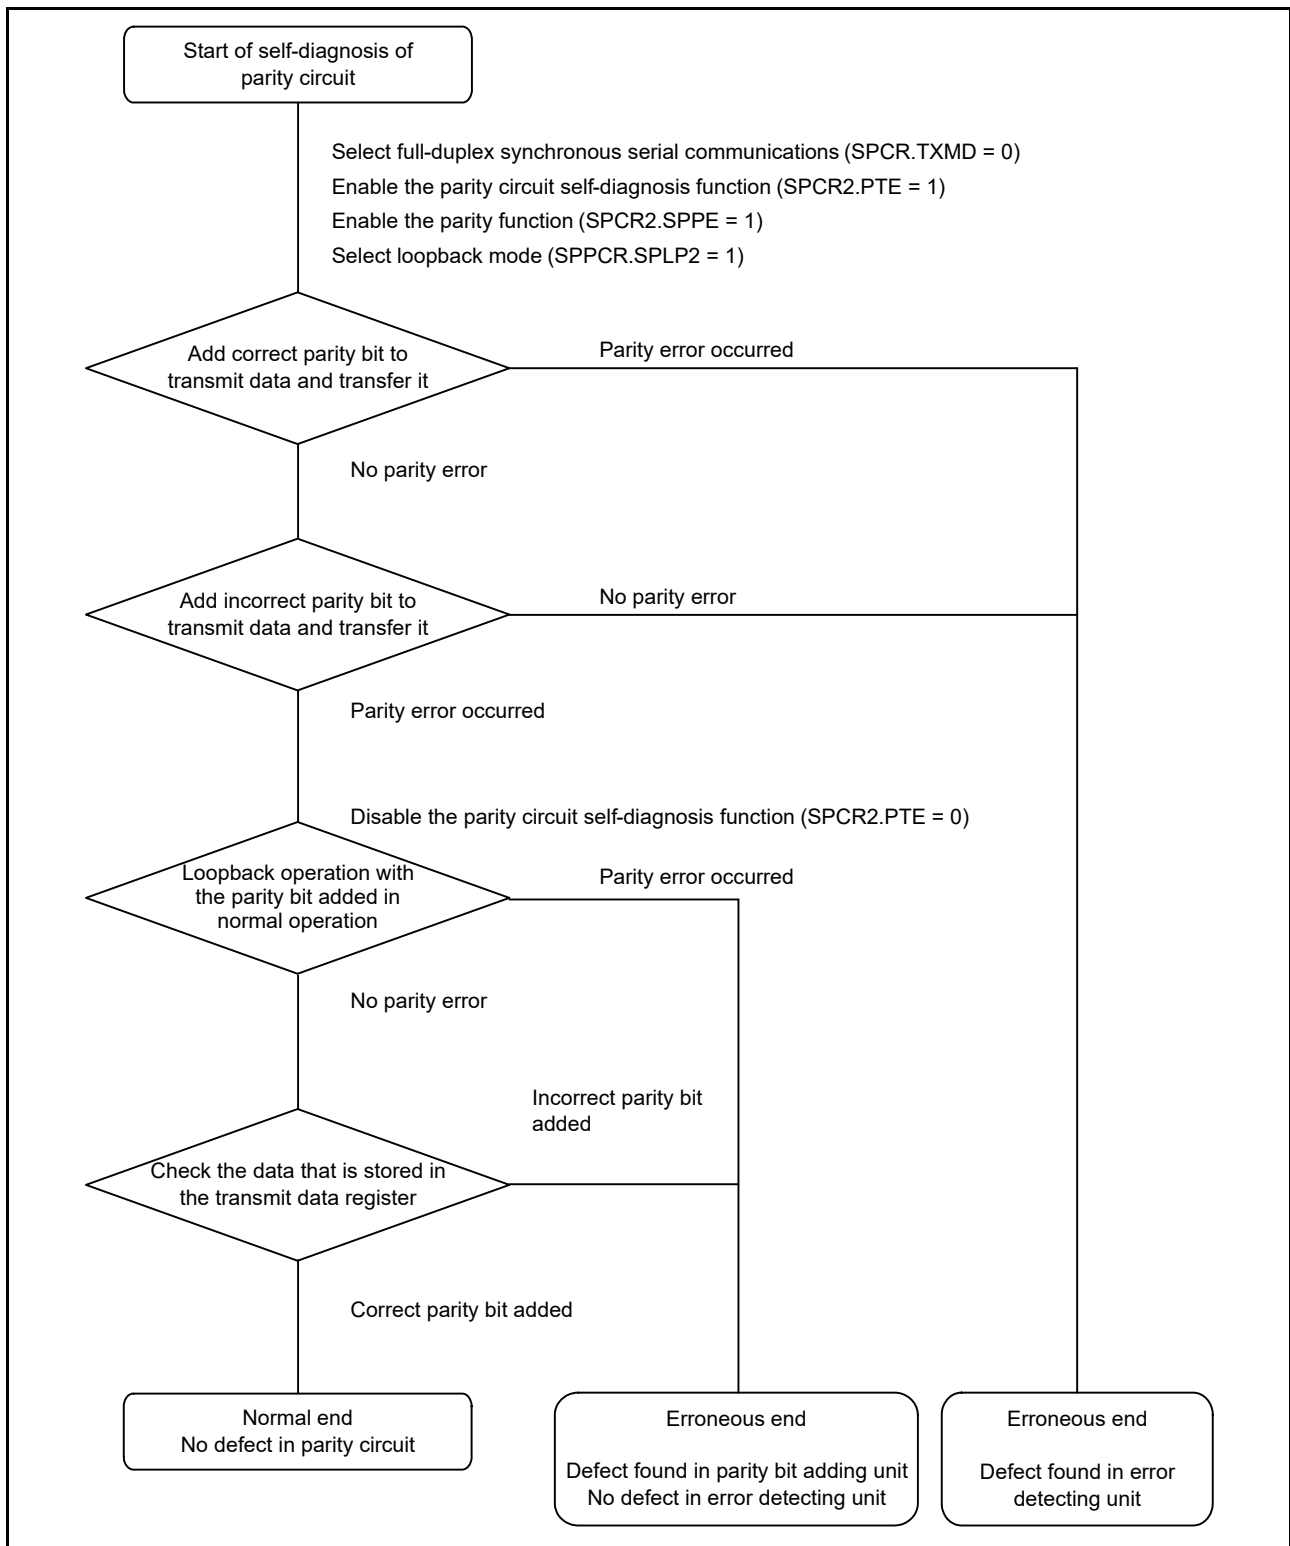 Start of self-diagnosis of
parity circuit
Select full-duplex synchronous serial communications (SPCR.TXMD = 0)
Enable the parity circuit self-diagnosis function (SPCR2.PTE = 1)
Enable the parity function (SPCR2.SPPE = 1)
Select loopback mode (SPPCR.SPLP2 = 1)
Add correct parity bit to
transmit data and transfer it
Parity error occurred
No parity error
Add incorrect parity bit to
transmit data and transfer it
No parity error
Parity error occurred
Disable the parity circuit self-diagnosis function (SPCR2.PTE = 0)
Loopback operation with
the parity bit added in
normal operation
Parity error occurred
No parity error
Incorrect parity bit
added
Check the data that is stored in
the transmit data register
Correct parity bit added
Normal end
No defect in parity circuit
Erroneous end
Defect found in parity bit adding unit
No defect in error detecting unit
Erroneous end
Defect found in error
detecting unit